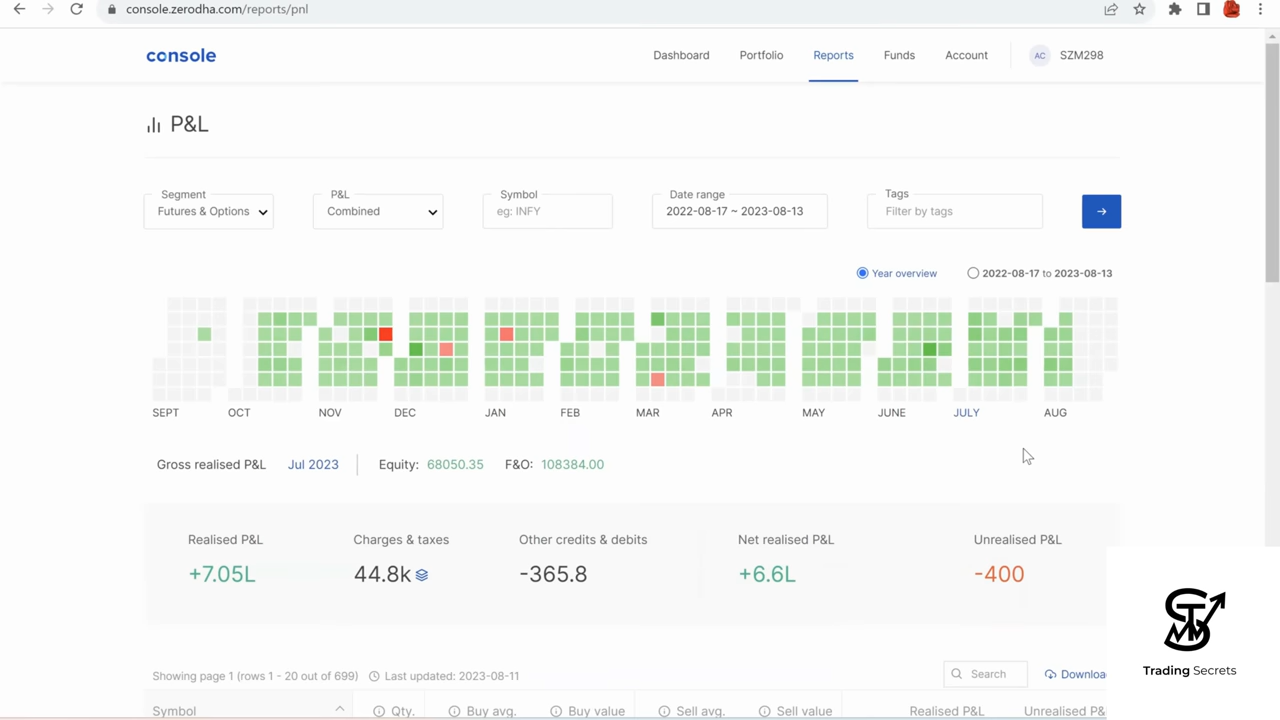 console.zerodha.com/reports/pnl
console
Dashboard Portfolio Reports Funds Account AC SZM298
P&L
Segment P&L Symbol Date range Tags
Futures & Options Combined eg: INFY 2022-08-17 ~ 2023-08-13 Filter by tags
Year overview 2022-08-17 to 2023-08-13
SEPT OCT NOV DEC JAN FEB MAR APR MAY JUNE JULY AUG
Gross realised P&L Jul 2023 Equity: 68050.35 F&O: 108384.00
Realised P&L Charges & taxes Other credits & debits Net realised P&L Unrealised P&L
+7.05L 44.8k -365.8 +6.6L -400
Trading Secrets
Showing page 1 (rows 1 - 20 out of 699) Last updated: 2023-08-11 Search Downloa
Symbol Qty. Buy avg. Buy value Sell avg. Sell value Realised P&L Unrealised P&L